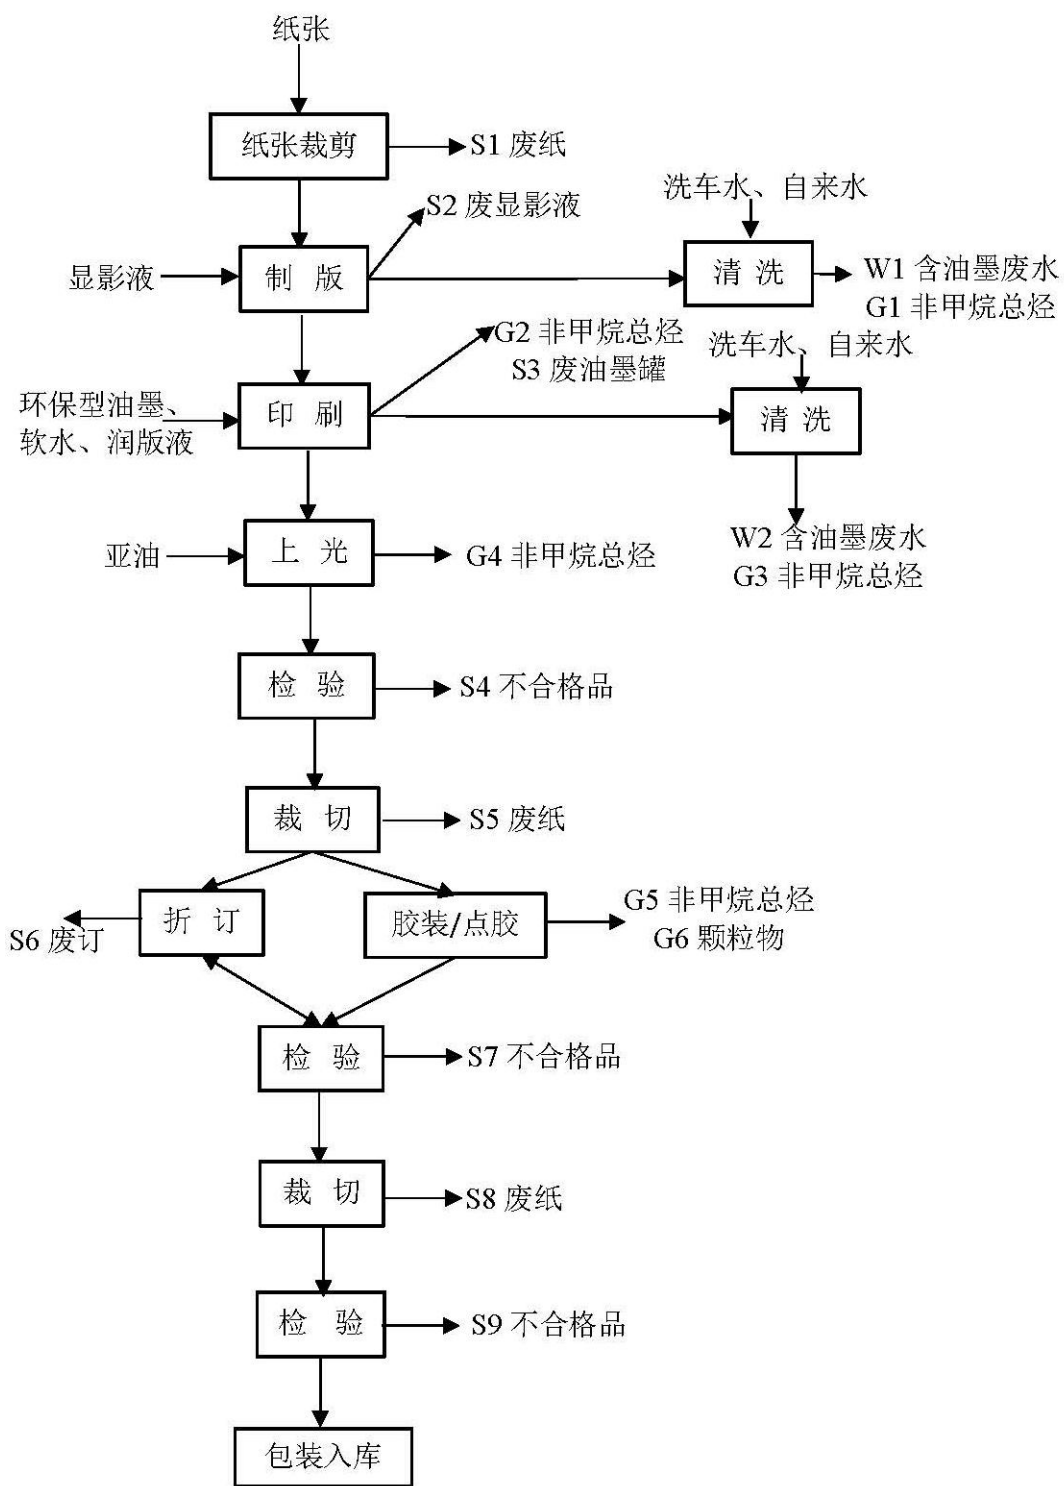 纸张
纸张裁剪
S1 废纸
S2 废显影液
洗车水、自来水
显影液
制 版
清 洗
W1 含油墨废水
G1 非甲烷总烃
G2 非甲烷总烃
S3 废油墨罐
洗车水、自来水
环保型油墨、
软水、润版液
印 刷
清 洗
W2 含油墨废水
G3 非甲烷总烃
亚油
上 光
G4 非甲烷总烃
检 验
S4 不合格品
裁 切
S5 废纸
折 订
S6 废订
胶装/点胶
G5 非甲烷总烃
G6 颗粒物
检 验
S7 不合格品
裁 切
S8 废纸
检 验
S9 不合格品
包装入库